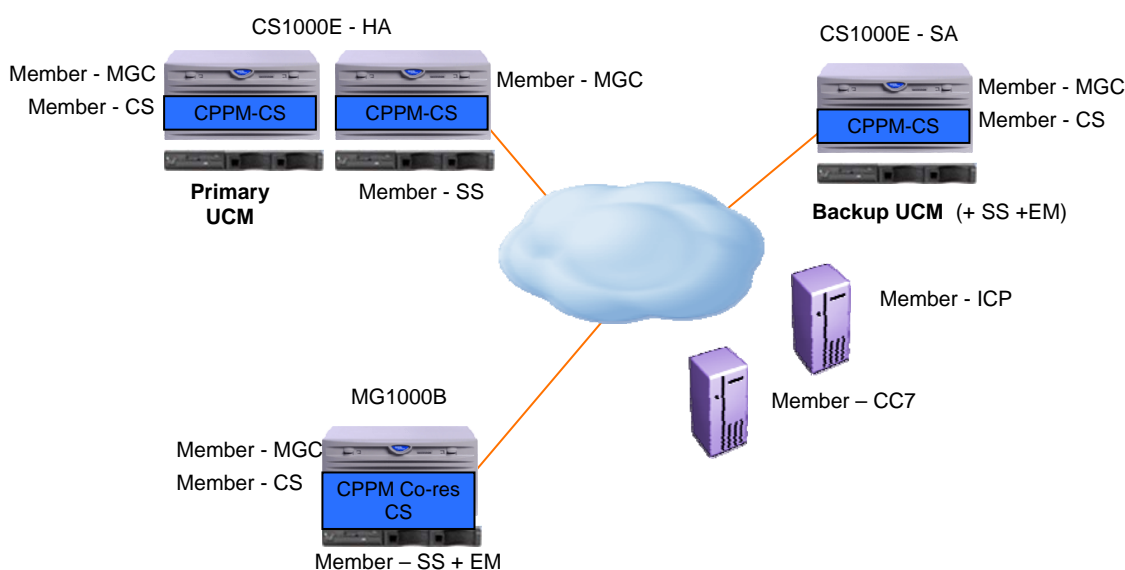 CS1000E - HA
CS1000E - SA
Member - MGC
Member - CS
CPPM-CS
CPPM-CS
Member - MGC
Primary
UCM
Member - SS
CPPM-CS
Member - MGC
Member - CS
Backup UCM (+ SS +EM)
Member - ICP
Member – CC7
MG1000B
Member - MGC
Member - CS
CPPM Co-res
CS
Member – SS + EM